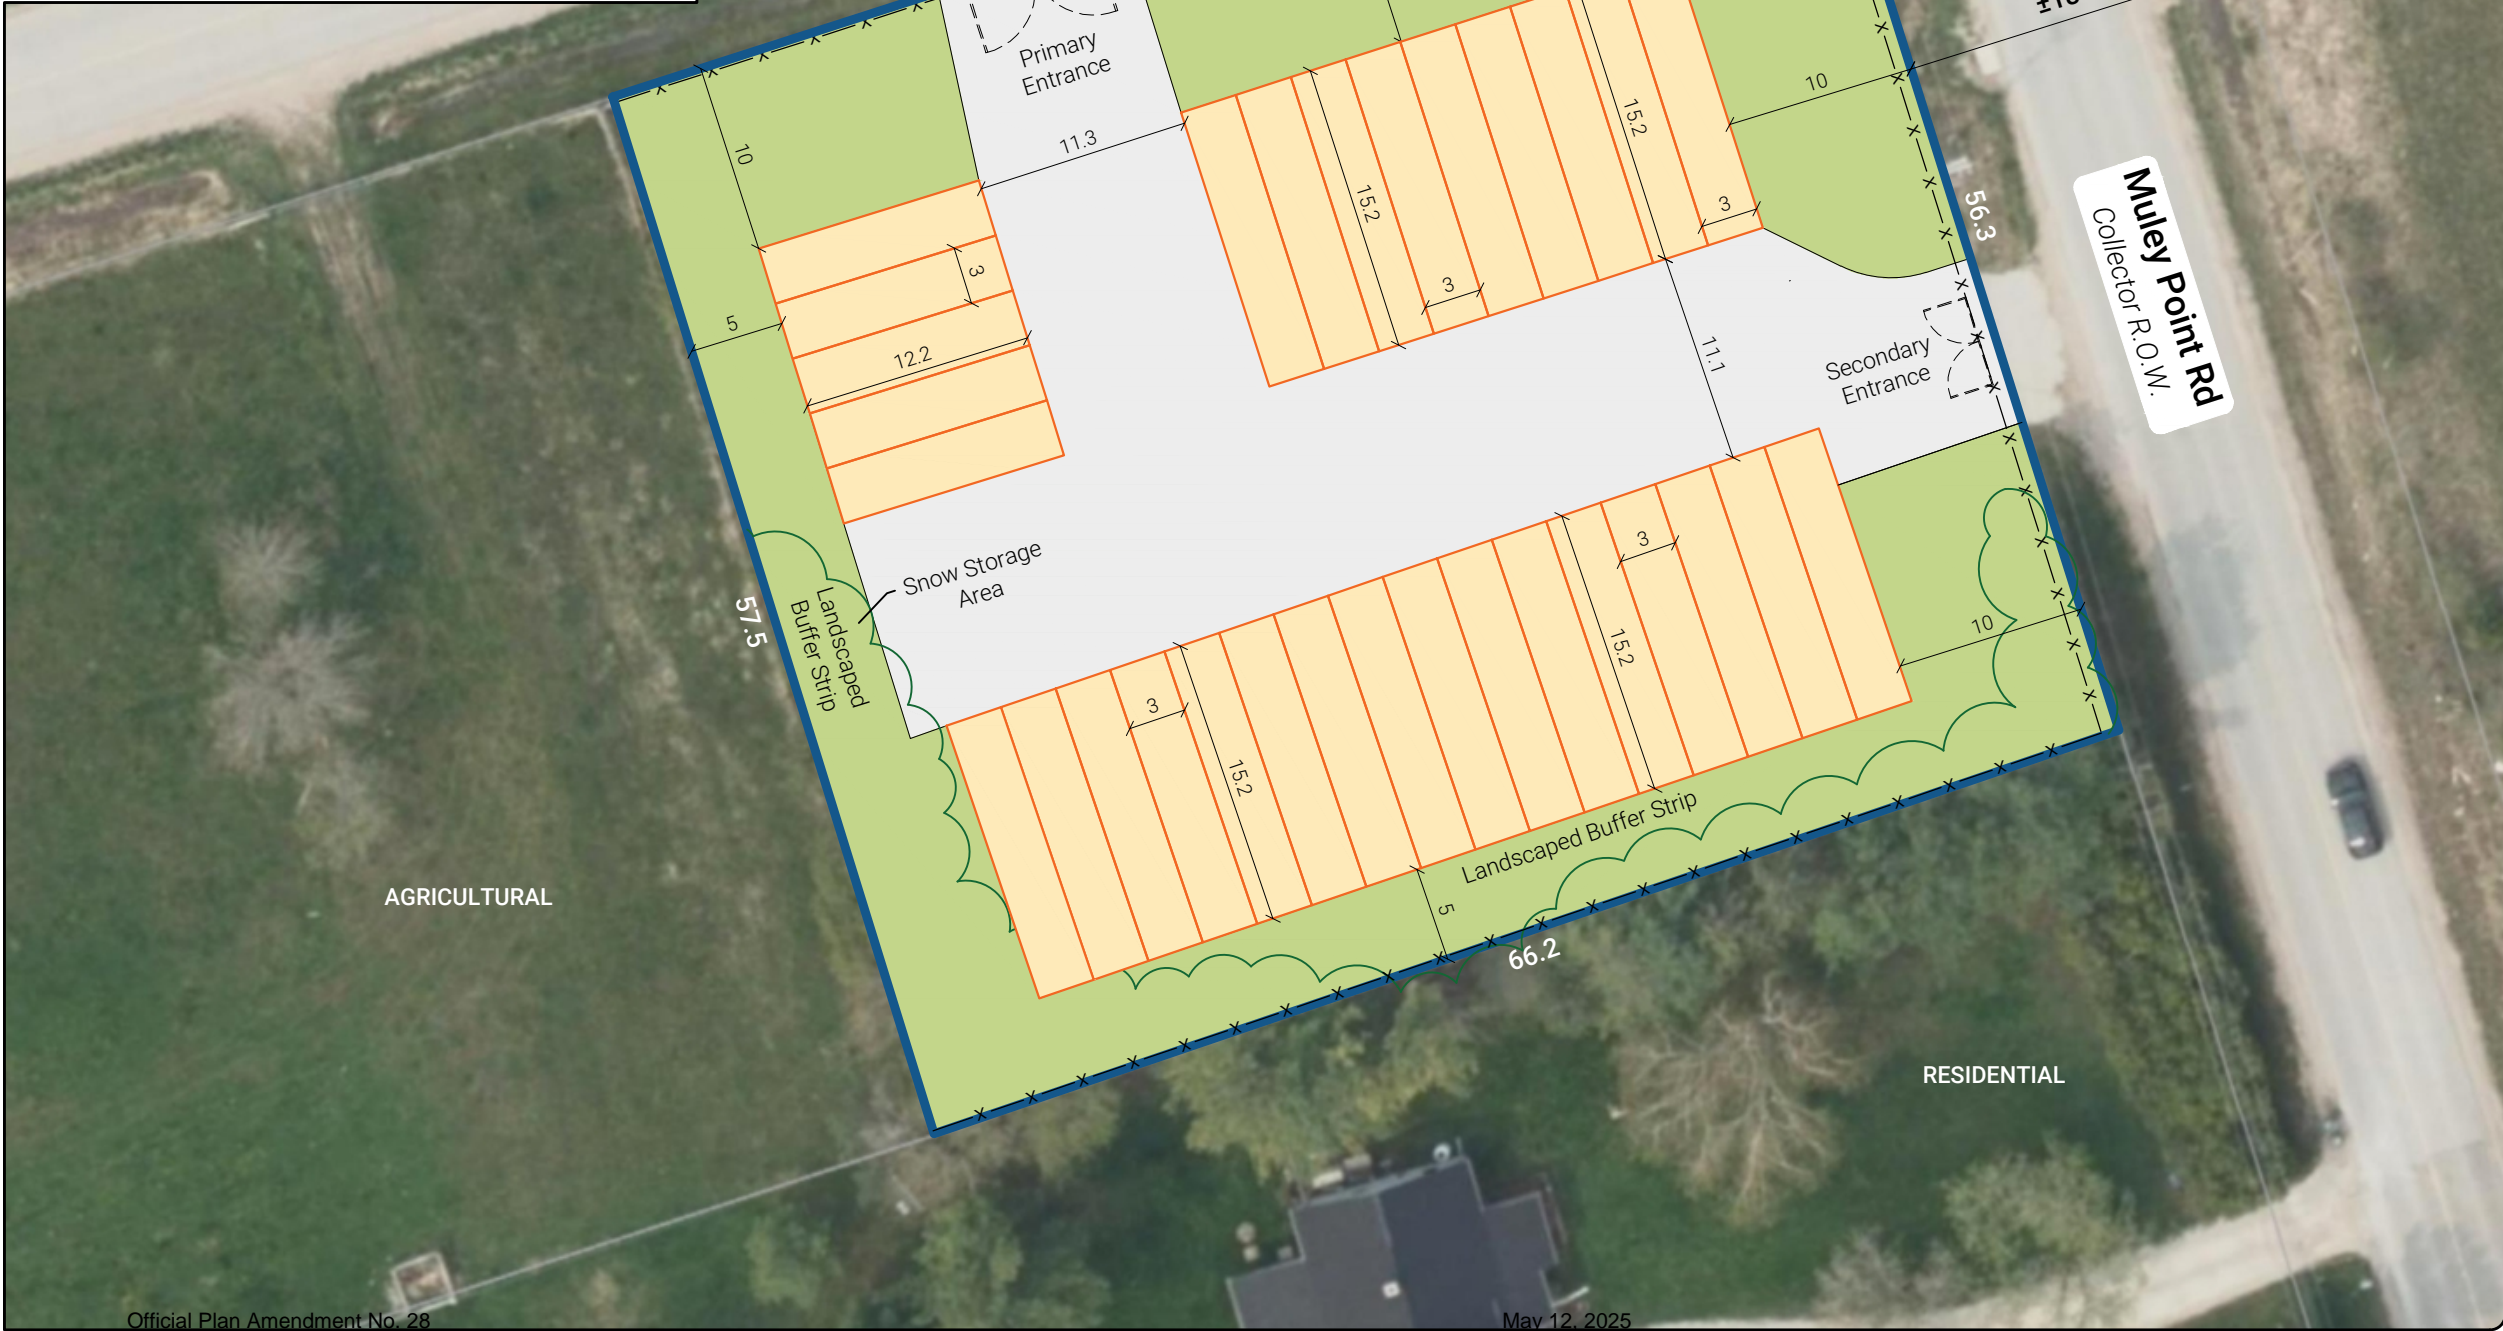 ±10
Primary
Entrance
10
10
11.3
15.2
15.2
3
3
3
5
12.2
56.3
Muley Point Rd
Collector R.O.W.
11.1
Secondary
Entrance
Snow Storage
Area
Landscaped
Buffer Strip
57.5
3
15.2
10
3
15.2
Landscaped Buffer Strip
5
66.2
AGRICULTURAL
RESIDENTIAL
Official Plan Amendment No. 28
May 12, 2025